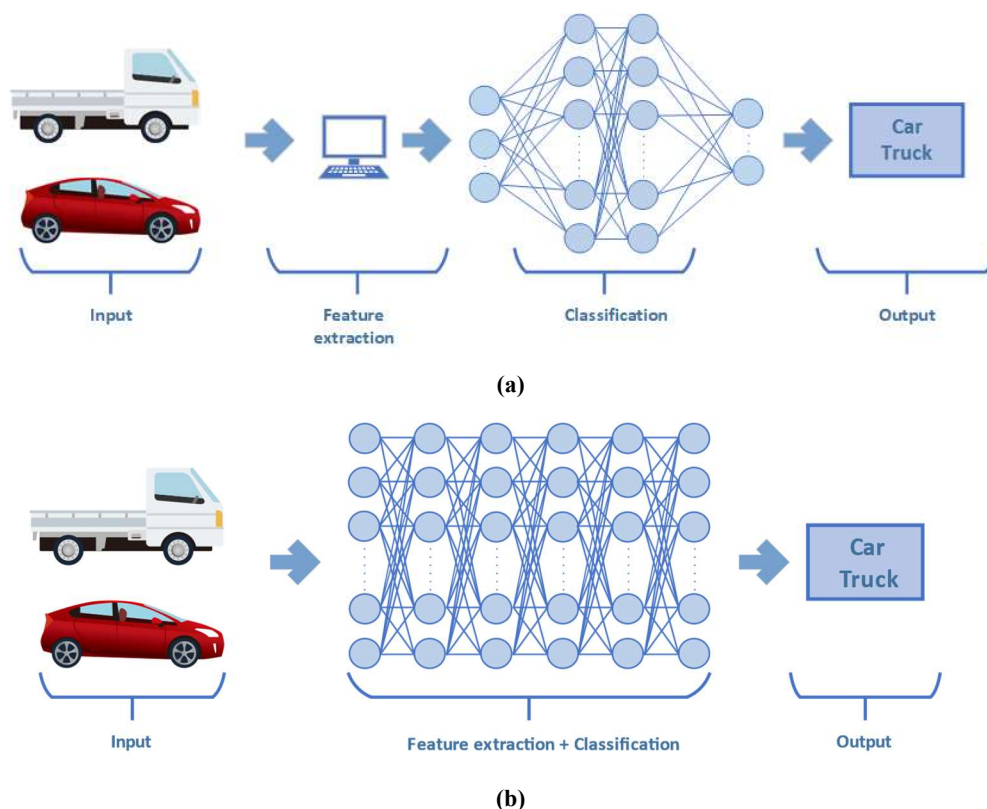 Car
Truck
Input
Feature
extraction
Classification
Output
(a)
Car
Truck
Input
Feature extraction + Classification
Output
(b)